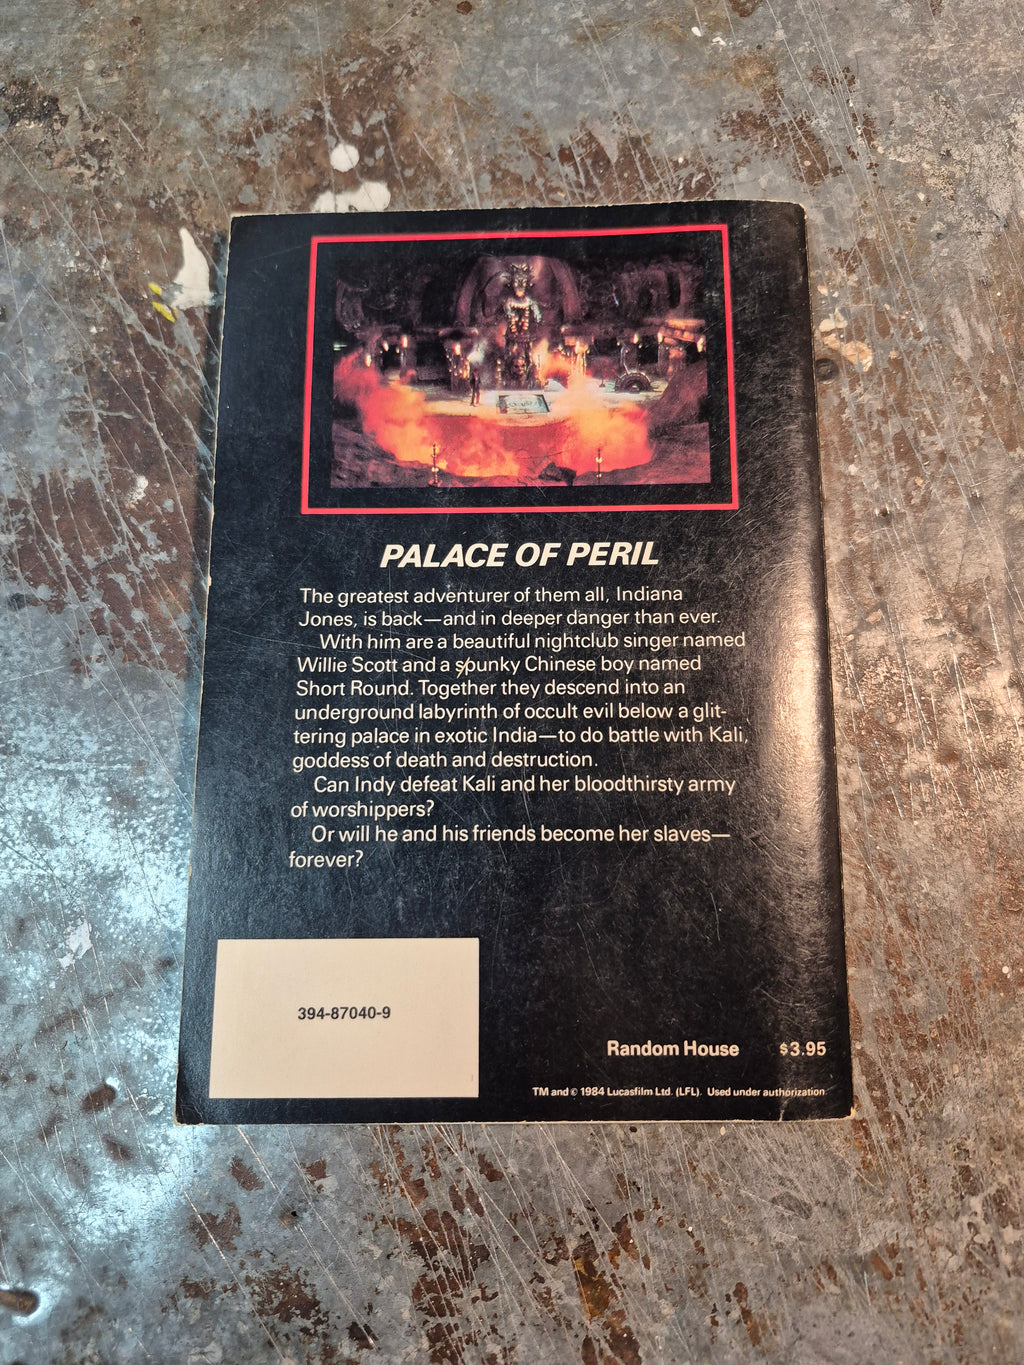 PALACE OF PERIL
The greatest adventurer of them all, Indiana
Jones, is back—and in deeper danger than ever.
With him are a beautiful nightclub singer named
Willie Scott and a spunky Chinese boy named
Short Round. Together they descend into an
underground labyrinth of occult evil below a glit-
tering palace in exotic India—to do battle with Kali,
goddess of death and destruction.
Can Indy defeat Kali and her bloodthirsty army
of worshippers?
Or will he and his friends become her slaves—
forever?
394-87040-9
Random House $3.95
TM and © 1984 Lucasfilm Ltd. (LFL). Used under authorization.